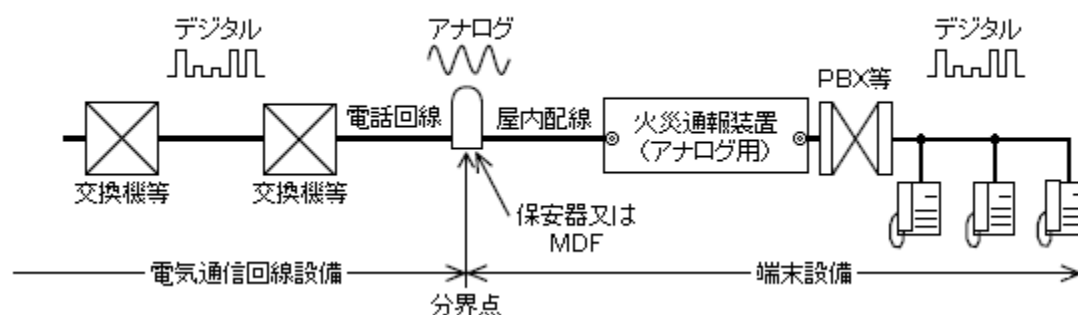 デジタル
アナログ
デジタル
PBX等
電話回線
屋内配線
火災通報装置
（アナログ用）
交換機等
交換機等
保安器又は
MDF
電気通信回線設備
端末設備
分界点